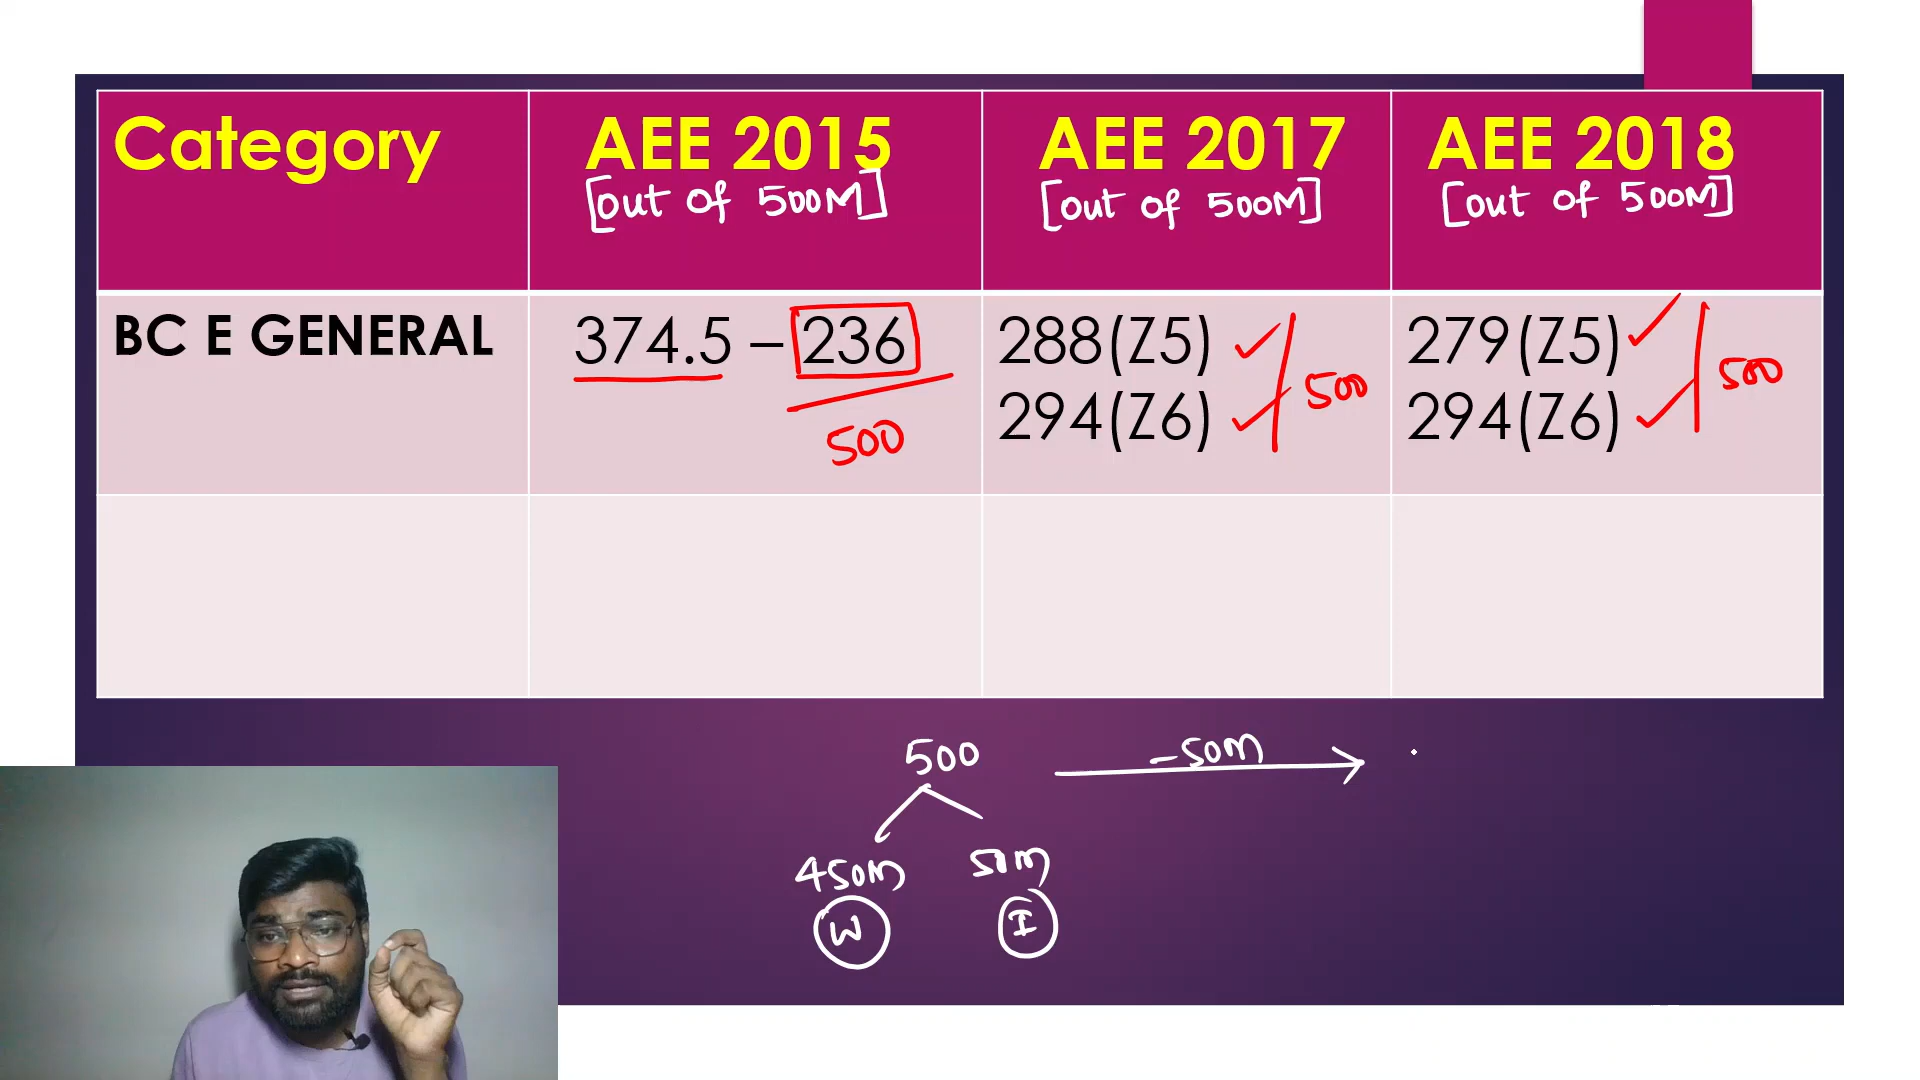 Category
AEE 2015
[out of 500M]
AEE 2017
[out of 500M]
AEE 2018
[out of 500M]
BC E GENERAL
374.5 – 236
500
288(Z5)
294(Z6)
500
279(Z5)
294(Z6)
500
500
-50M
450M
50M
W
I